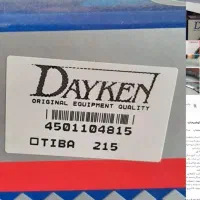 DAYKEN
ORIGINAL EQUIPMENT QUALITY
4501104815
□TIBA 215